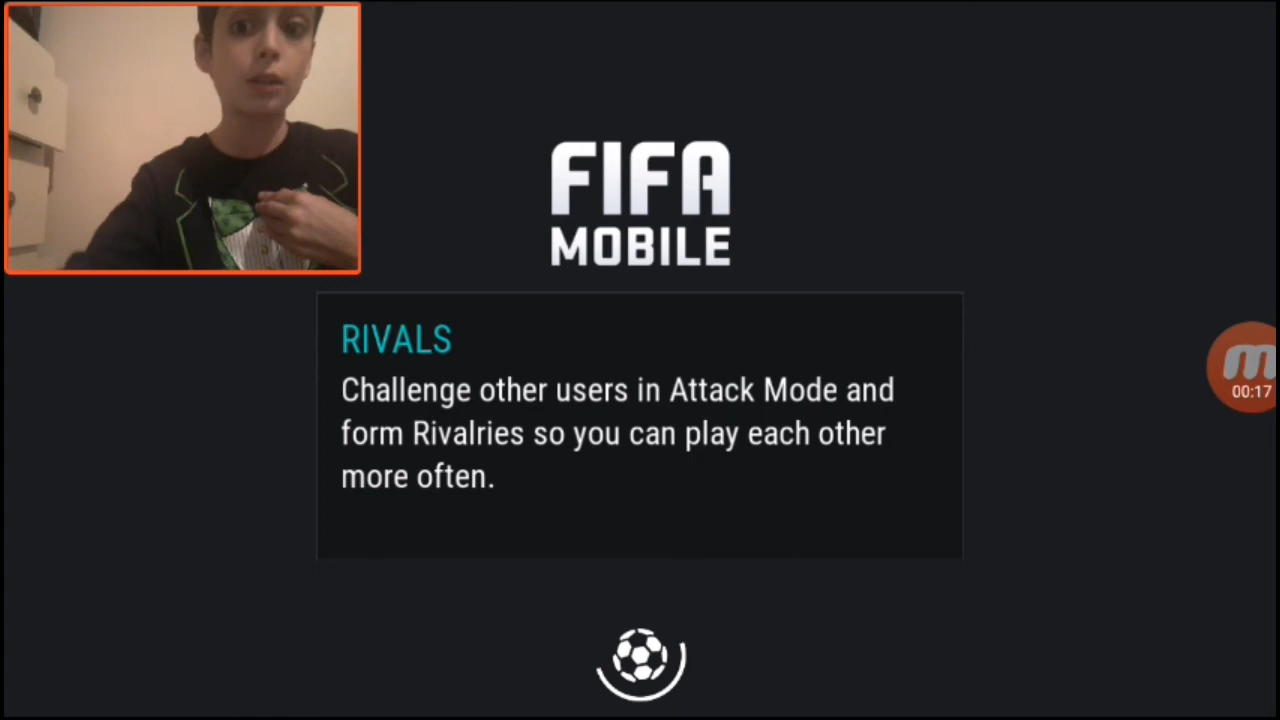 FIFA
MOBILE
RIVALS
Challenge other users in Attack Mode and
form Rivalries so you can play each other
more often.
m
00:17